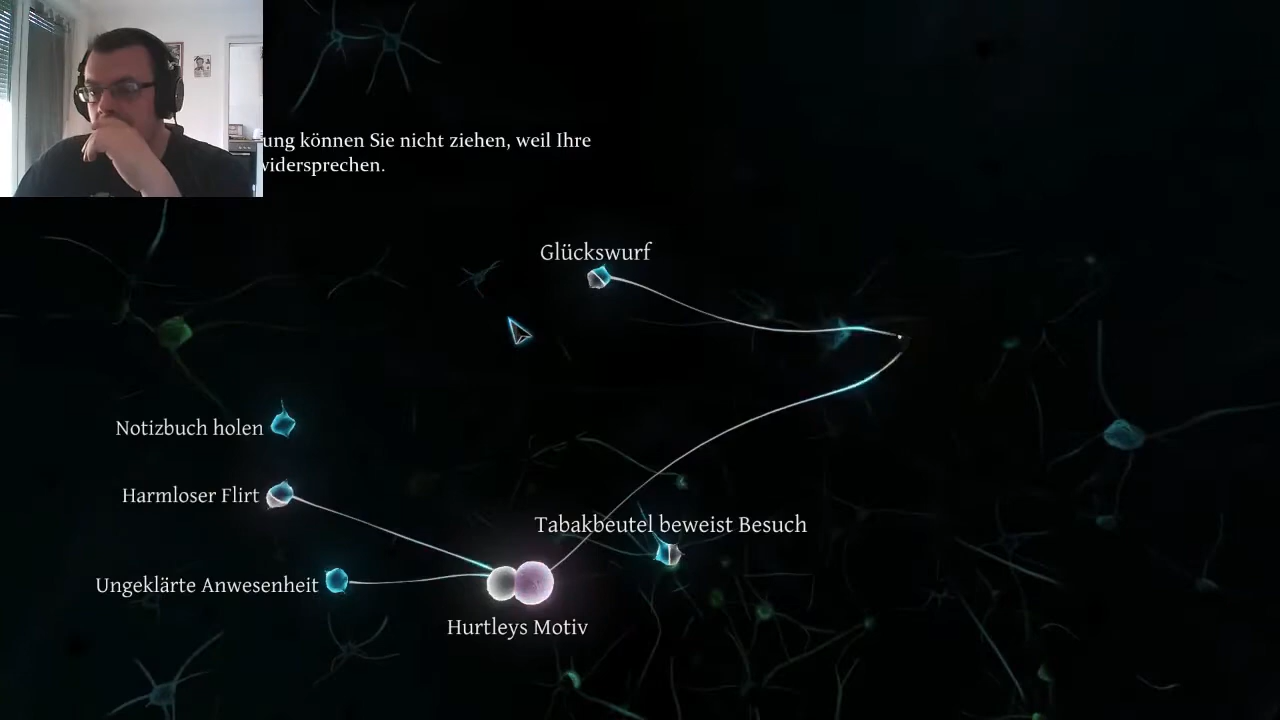 ung können Sie nicht ziehen, weil Ihre
widersprechen.
Glückswurf
Notizbuch holen
Harmloser Flirt
Tabakbeutel beweist Besuch
Ungeklärte Anwesenheit
Hurtleys Motiv